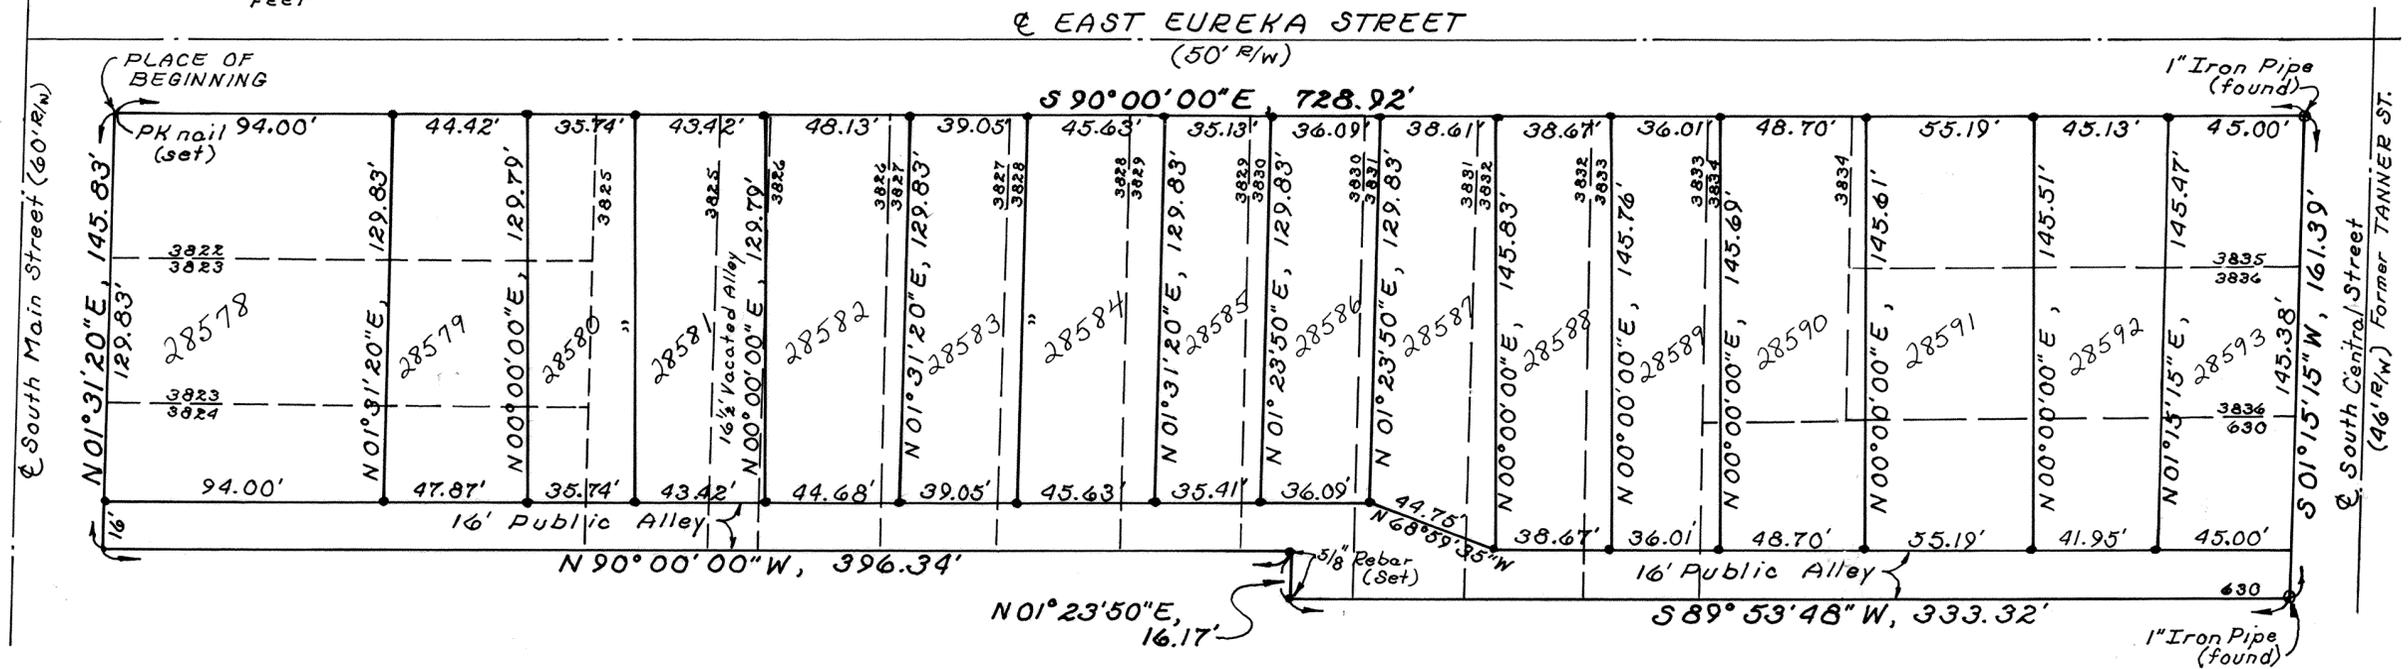 Feet
℄ EAST EUREKA STREET
(50' R/W)
PLACE OF
BEGINNING
1" Iron Pipe
(found)
S 90°00'00"E, 728.92'
PK nail
(set)
94.00' 44.42' 35.74' 43.42' 48.13' 39.05' 45.63' 35.13' 36.09' 38.61' 38.67' 36.01' 48.70' 55.19' 45.13' 45.00'
℄ South Main Street (60' R/W)
N 01°31'20"E, 145.83'
129.83'
3822
3823
3823
3824
28578
N 01°31'20"E, 129.83'
28579
N 00°00'00"E, 129.79'
28580
3825
"
28581
3825
16½' Vacated Alley
N 00°00'00"E, 129.79'
3826
28582
3826
3827
N 01°31'20"E, 129.83'
28583
3827
3828
"
28584
3828
3829
N 01°31'20"E, 129.83'
28585
3829
3830
N 01°23'50"E, 129.83'
28586
3830
3831
N 01°23'50"E, 129.83'
28587
3831
3832
N 00°00'00"E, 145.83'
28588
3832
3833
N 00°00'00"E, 145.76'
28589
3833
3834
N 00°00'00"E, 145.69'
28590
3834
N 00°00'00"E, 145.61'
28591
N 00°00'00"E, 145.51'
28592
N 01°15'15"E, 145.47'
28593
3835
3836
3836
630
145.38'
S 01°15'15"W, 161.39'
℄ South Central Street
(46' R/W) Former TANNER ST.
94.00' 47.87' 35.74' 43.42' 44.68' 39.05' 45.63' 35.41' 36.09'
44.75'
N 68°59'35"W
38.67' 36.01' 48.70' 55.19' 41.95' 45.00'
16'
16' Public Alley
N 90°00'00"W, 396.34'
5/8" Rebar
(Set)
16' Public Alley
630
N 01°23'50"E,
16.17'
S 89°53'48"W, 333.32'
1" Iron Pipe
(found)